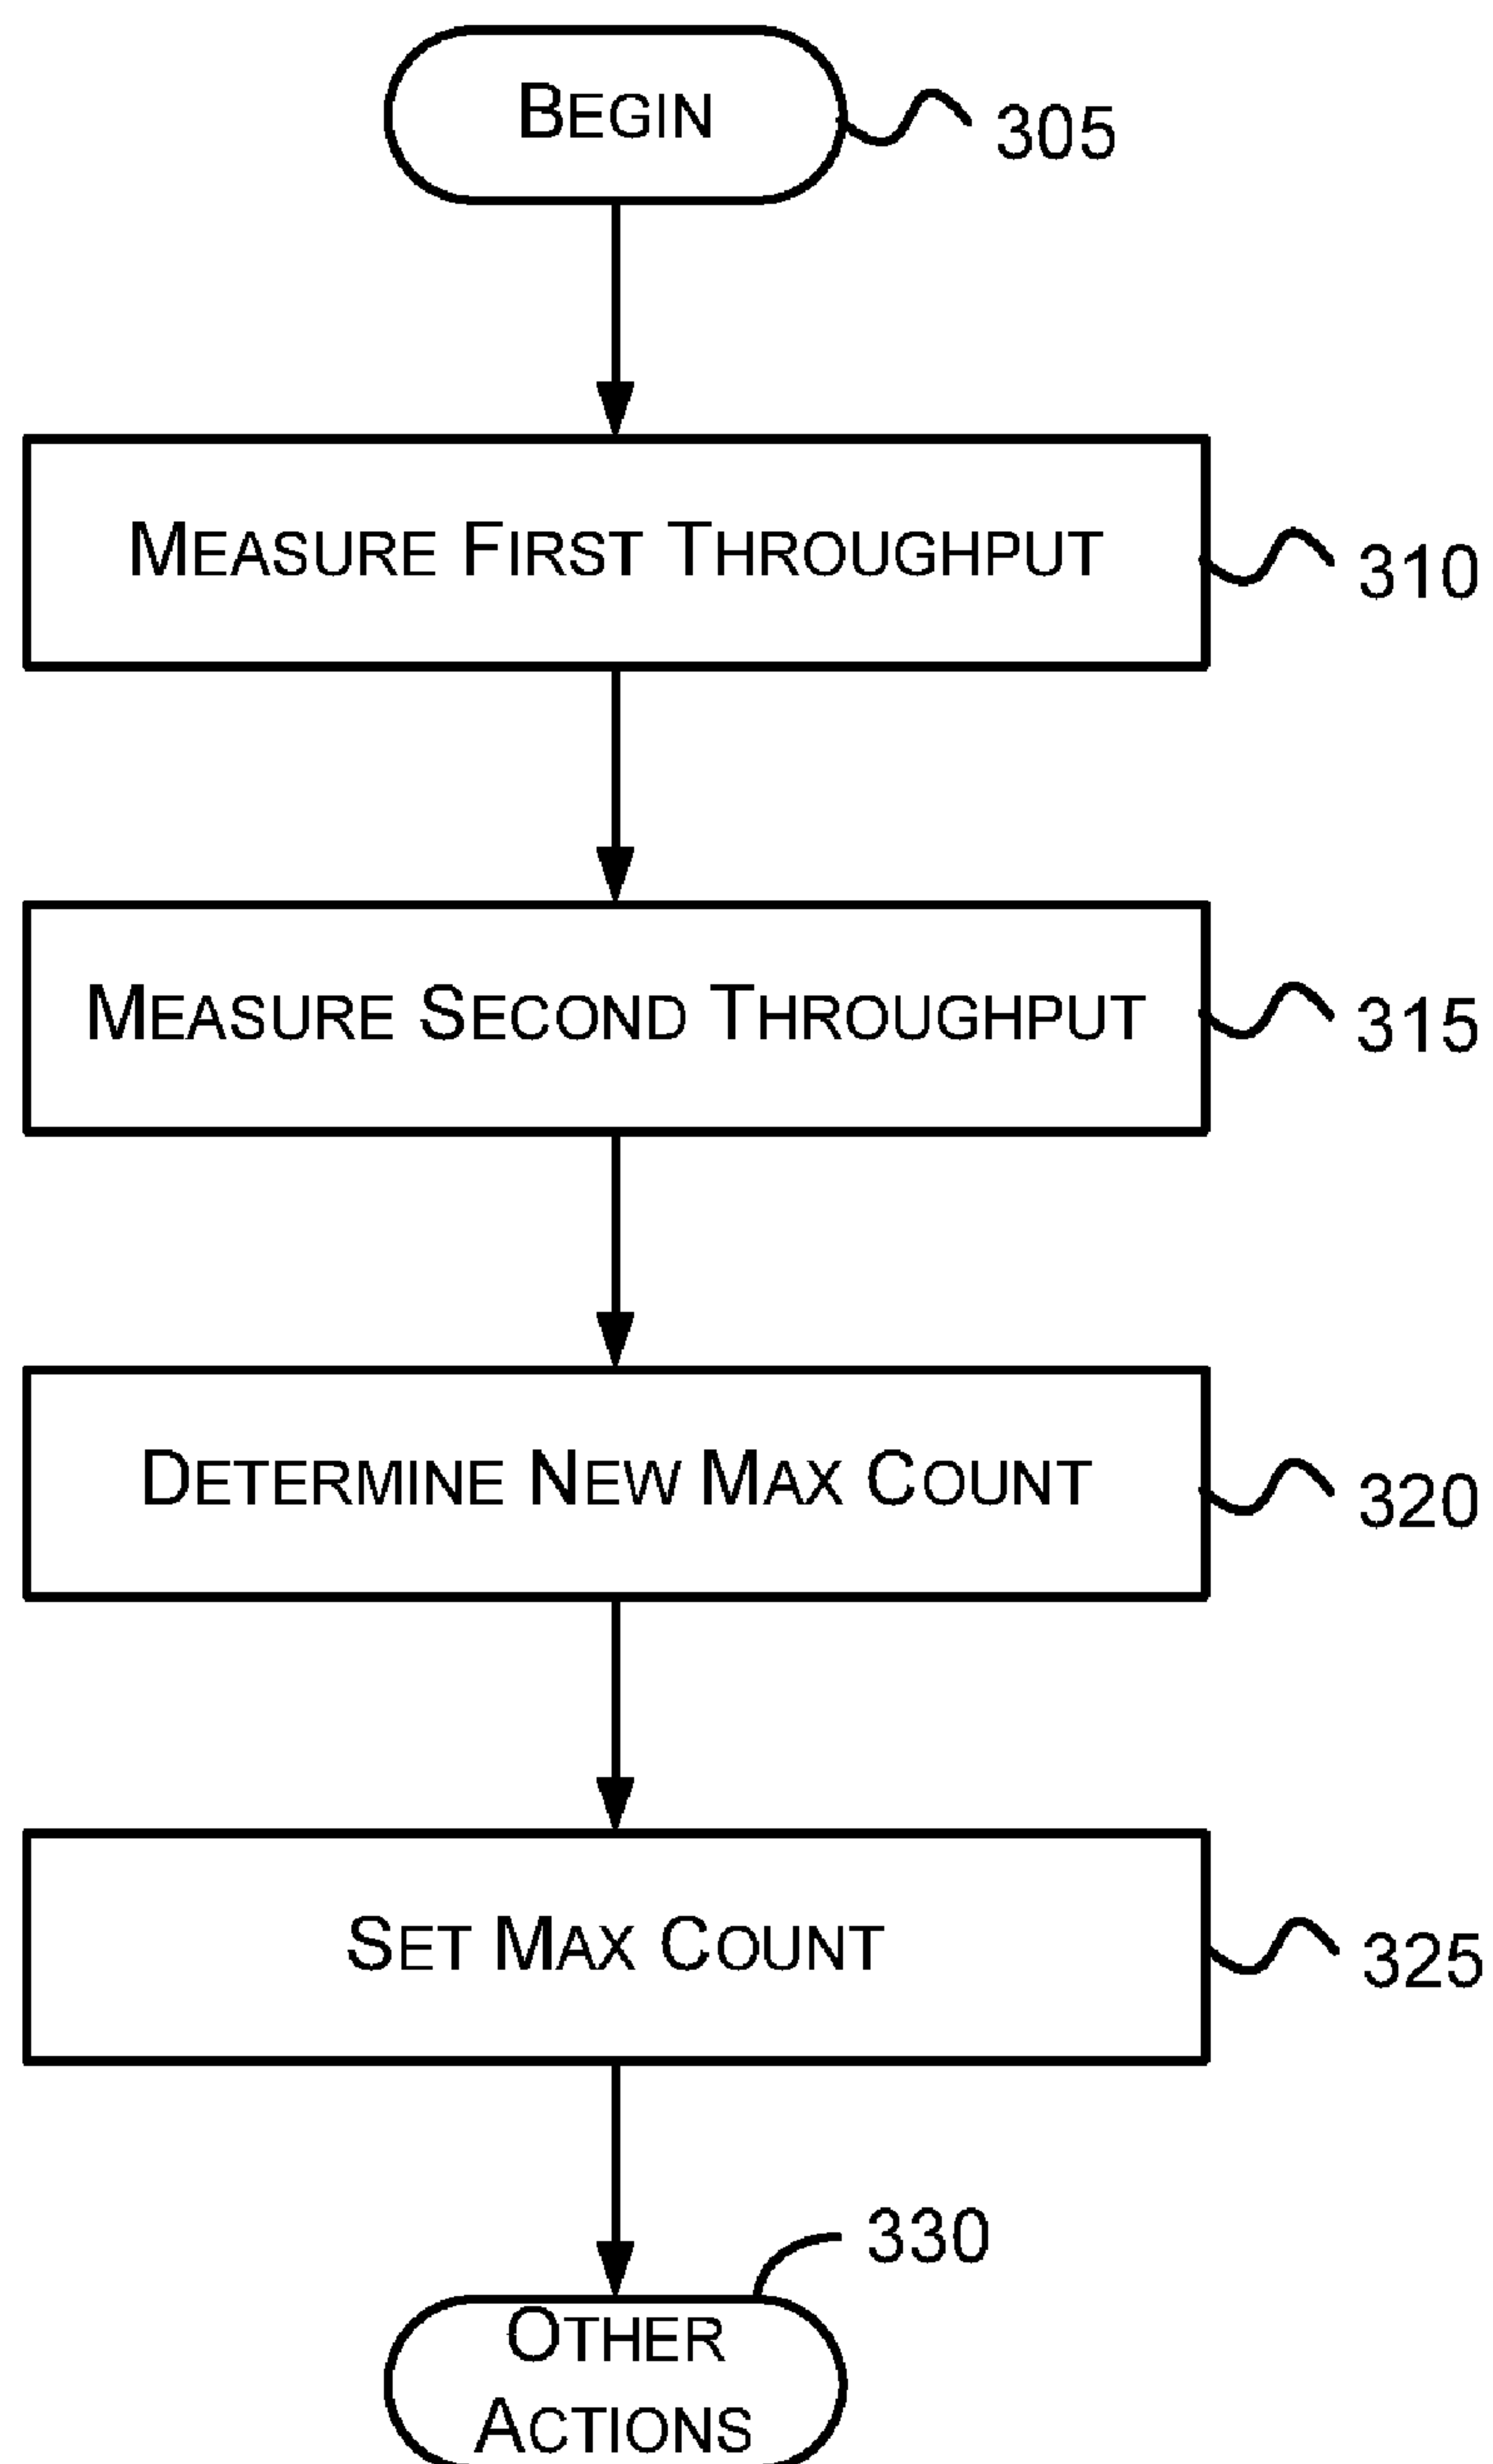 BEGIN
305
MEASURE FIRST THROUGHPUT
310
MEASURE SECOND THROUGHPUT
315
DETERMINE NEW MAX COUNT
320
SET MAX COUNT
325
330
OTHER
ACTIONS